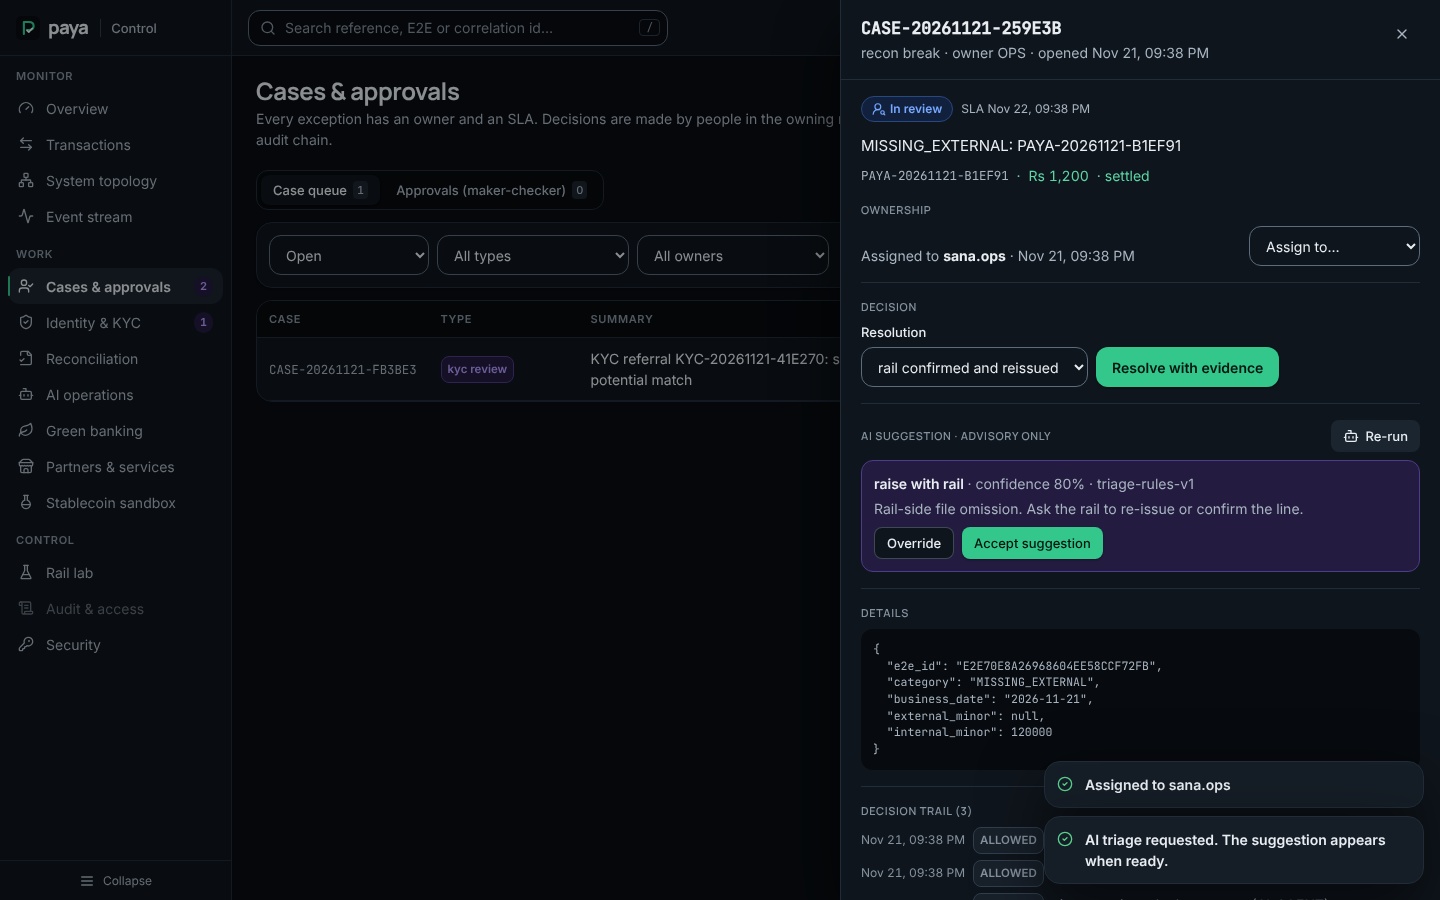 paya Control
Search reference, E2E or correlation id... /
MONITOR
Overview
Transactions
System topology
Event stream
WORK
Cases & approvals 2
Identity & KYC 1
Reconciliation
AI operations
Green banking
Partners & services
Stablecoin sandbox
CONTROL
Rail lab
Audit & access
Security
Collapse
Cases & approvals
Every exception has an owner and an SLA. Decisions are made by people in the owning
audit chain.
Case queue 1 Approvals (maker-checker) 0
Open All types All owners
CASE TYPE SUMMARY
CASE-20261121-FB3BE3 kyc review KYC referral KYC-20261121-41E270:
potential match
CASE-20261121-259E3B
recon break · owner OPS · opened Nov 21, 09:38 PM
In review SLA Nov 22, 09:38 PM
MISSING_EXTERNAL: PAYA-20261121-B1EF91
PAYA-20261121-B1EF91 · Rs 1,200 · settled
OWNERSHIP
Assigned to sana.ops · Nov 21, 09:38 PM Assign to...
DECISION
Resolution
rail confirmed and reissued Resolve with evidence
AI SUGGESTION · ADVISORY ONLY Re-run
raise with rail · confidence 80% · triage-rules-v1
Rail-side file omission. Ask the rail to re-issue or confirm the line.
Override Accept suggestion
DETAILS
{
"e2e_id": "E2E70E8A26968604EE58CCF72FB",
"category": "MISSING_EXTERNAL",
"business_date": "2026-11-21",
"external_minor": null,
"internal_minor": 120000
}
DECISION TRAIL (3)
Nov 21, 09:38 PM ALLOWED
Nov 21, 09:38 PM ALLOWED
Assigned to sana.ops
AI triage requested. The suggestion appears
when ready.